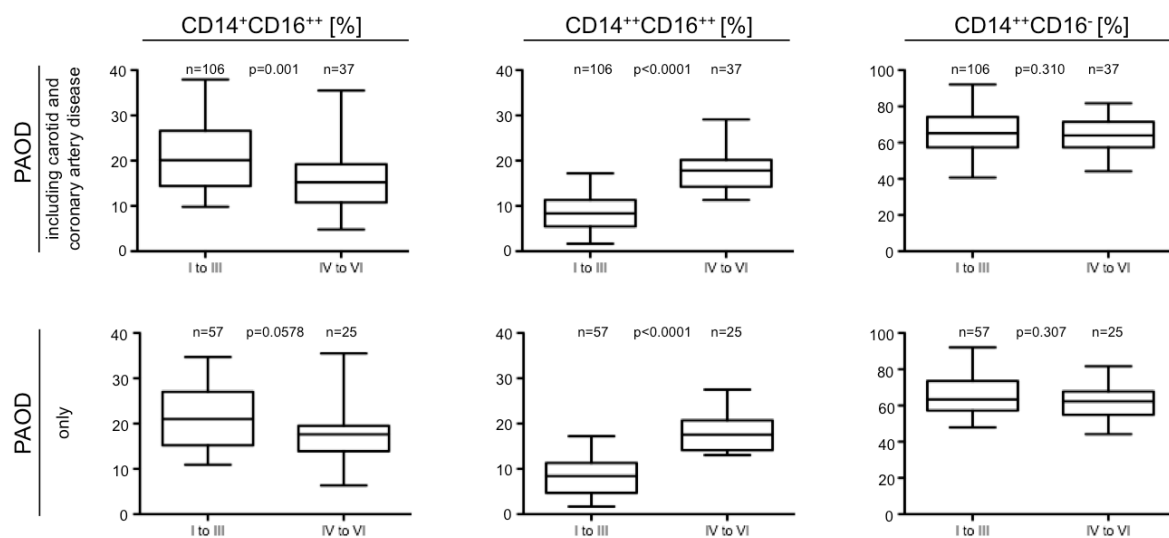 CD14⁺CD16⁺⁺ [%]
CD14⁺⁺CD16⁺⁺ [%]
CD14⁺⁺CD16⁻ [%]
PAOD
including carotid and
coronary artery disease
n=106 p=0.001 n=37
40
30
20
10
0
I to III IV to VI
n=106 p<0.0001 n=37
40
30
20
10
0
I to III IV to VI
n=106 p=0.310 n=37
100
80
60
40
20
0
I to III IV to VI
PAOD
only
n=57 p=0.0578 n=25
40
30
20
10
0
I to III IV to VI
n=57 p<0.0001 n=25
40
30
20
10
0
I to III IV to VI
n=57 p=0.307 n=25
100
80
60
40
20
0
I to III IV to VI